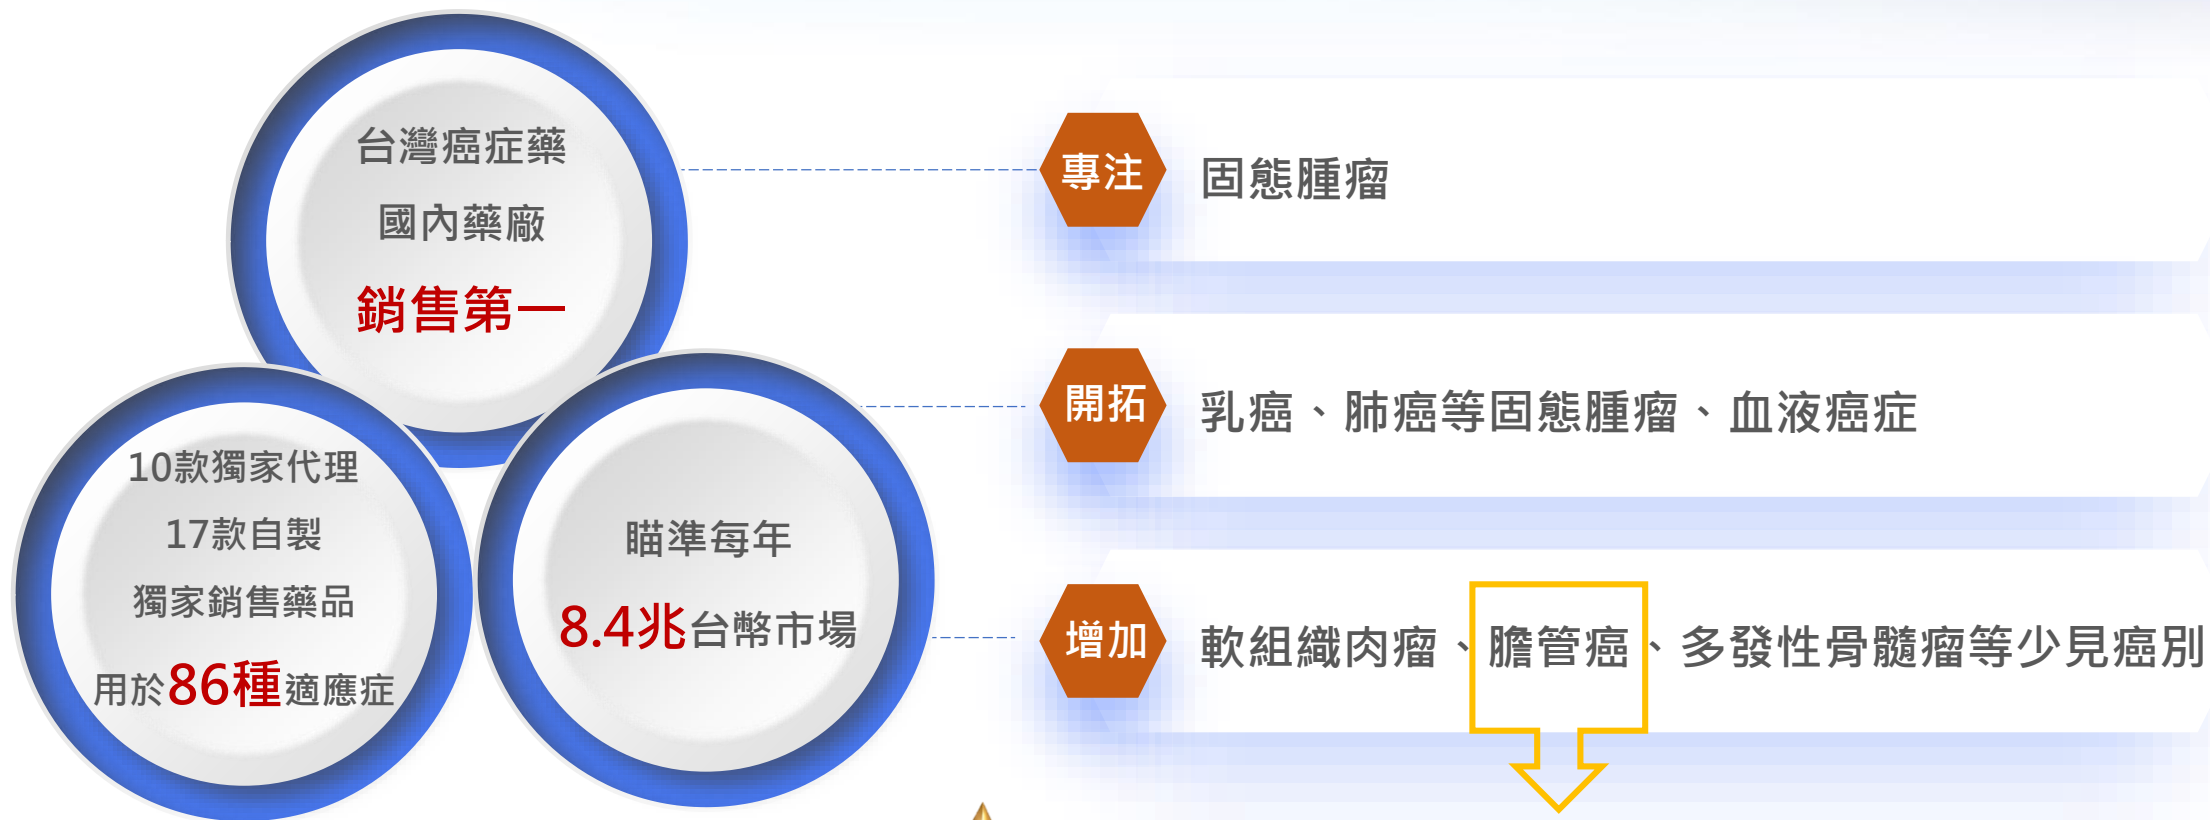 台灣癌症藥
國內藥廠
銷售第一
10款獨家代理
17款自製
獨家銷售藥品
用於86種適應症
瞄準每年
8.4兆台幣市場
專注
固態腫瘤
開拓
乳癌、肺癌等固態腫瘤、血液癌症
增加
軟組織肉瘤、膽管癌、多發性骨髓瘤等少見癌別